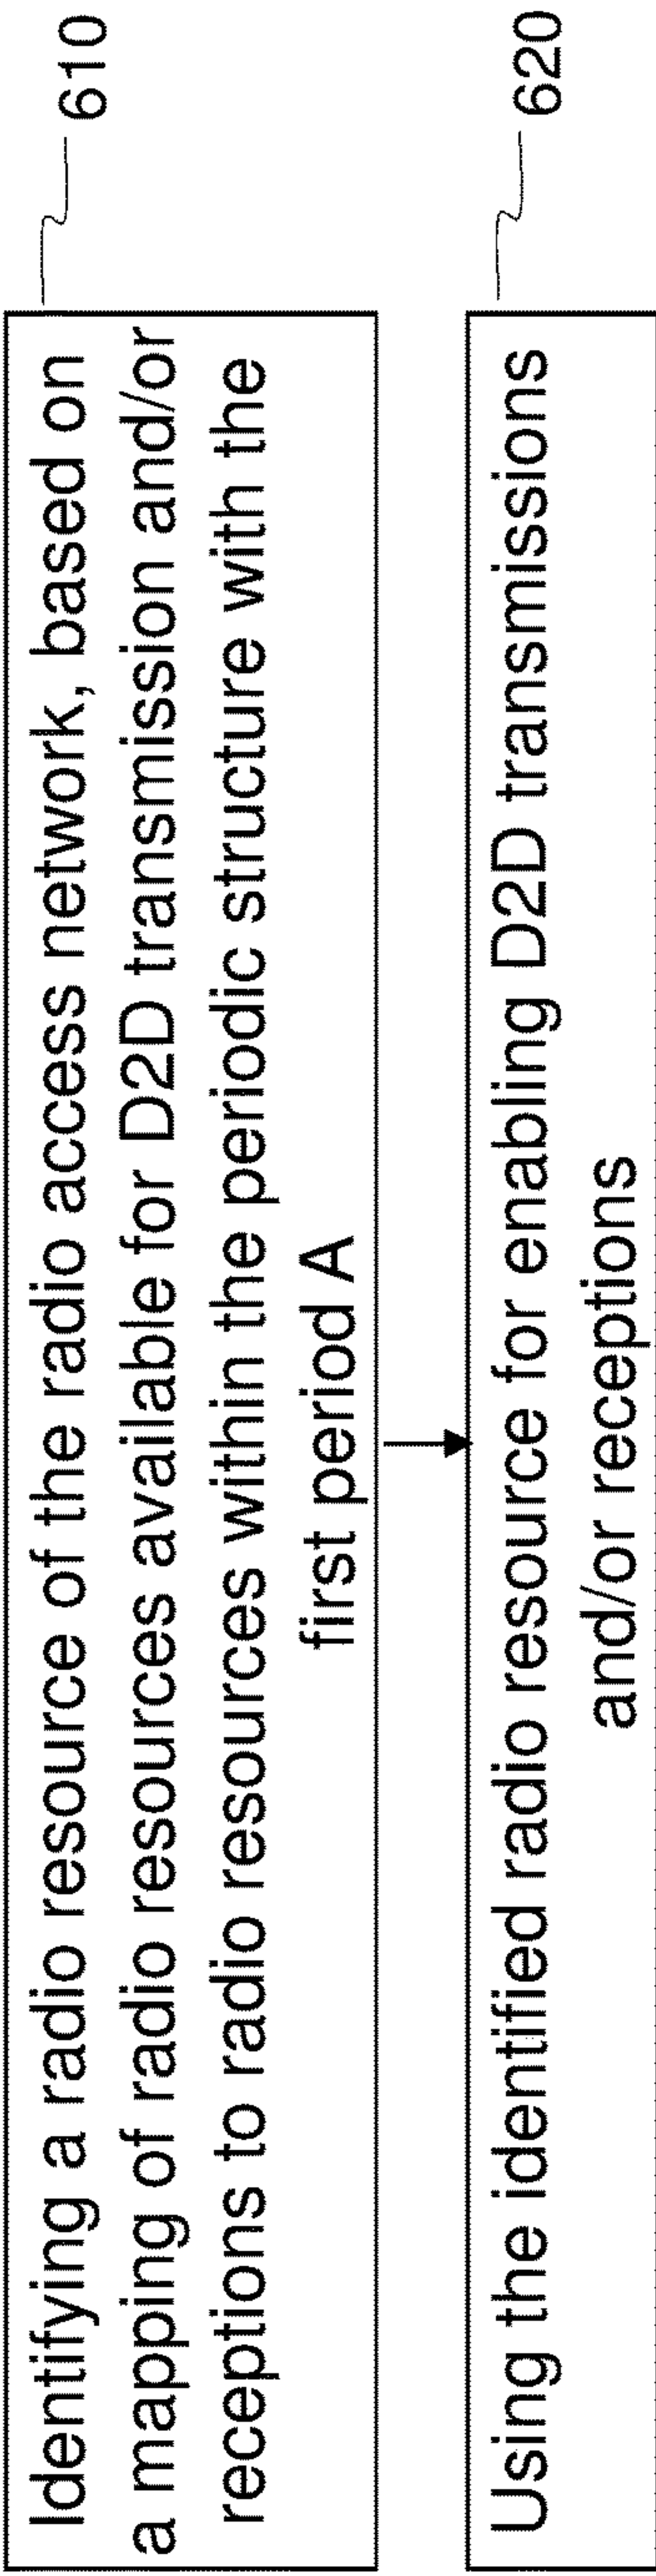 Identifying a radio resource of the radio access network, based on
a mapping of radio resources available for D2D transmission and/or
receptions to radio resources within the periodic structure with the
first period A
610
Using the identified radio resource for enabling D2D transmissions
and/or receptions
620